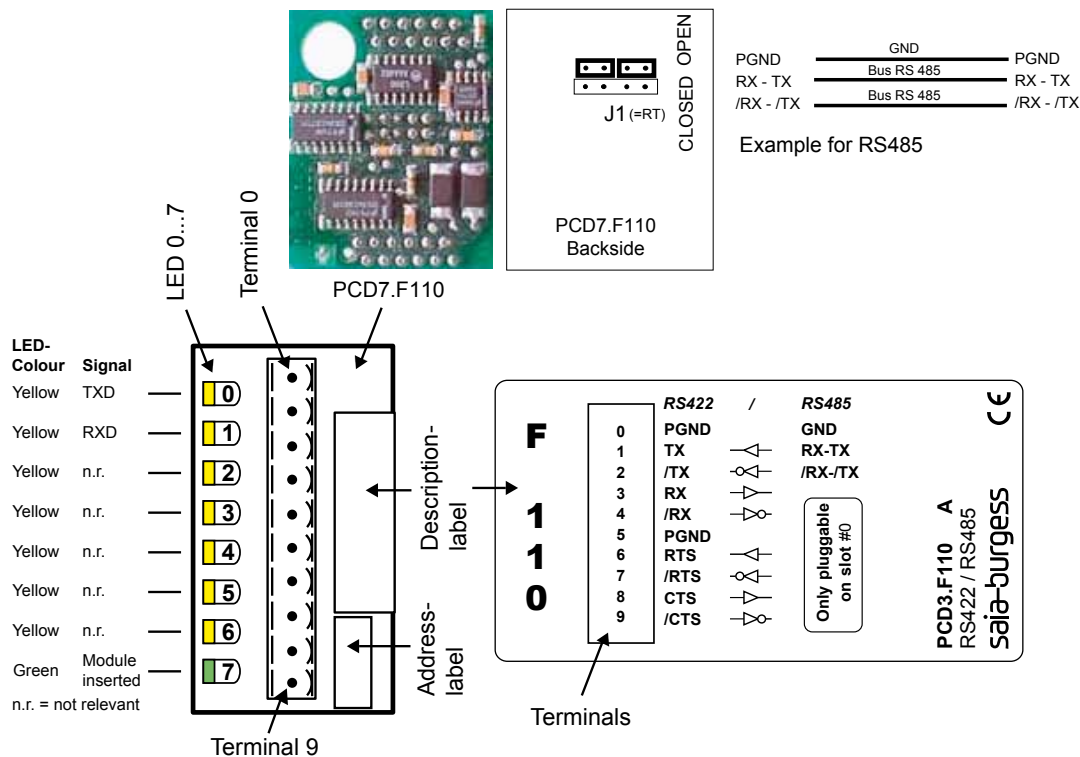 OPEN
CLOSED
J1 (=RT)
PCD7.F110
Backside
GND
PGND PGND
Bus RS 485
RX - TX RX - TX
Bus RS 485
/RX - /TX /RX - /TX
Example for RS485
LED 0...7
Terminal 0
PCD7.F110
LED-
Colour Signal
Yellow TXD 0
Yellow RXD 1
Yellow n.r. 2
Yellow n.r. 3
Yellow n.r. 4
Yellow n.r. 5
Yellow n.r. 6
Green Module inserted 7
n.r. = not relevant
Terminal 9
Description-
label
Address-
label
F
1
1
0
RS422 / RS485
0 PGND GND
1 TX RX-TX
2 /TX /RX-/TX
3 RX
4 /RX
5 PGND
6 RTS
7 /RTS
8 CTS
9 /CTS
Only pluggable
on slot #0
CE
PCD3.F110 A
RS422 / RS485
saia-burgess
Terminals